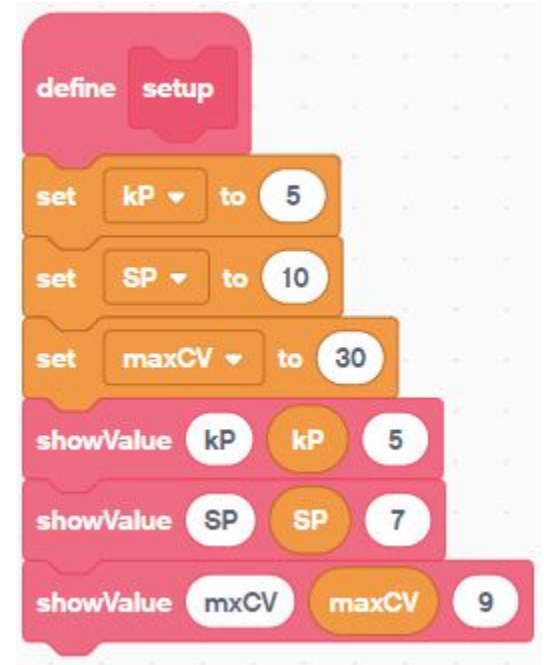 define setup
set kP to 5
set SP to 10
set maxCV to 30
showValue kP kP 5
showValue SP SP 7
showValue mxCV maxCV 9